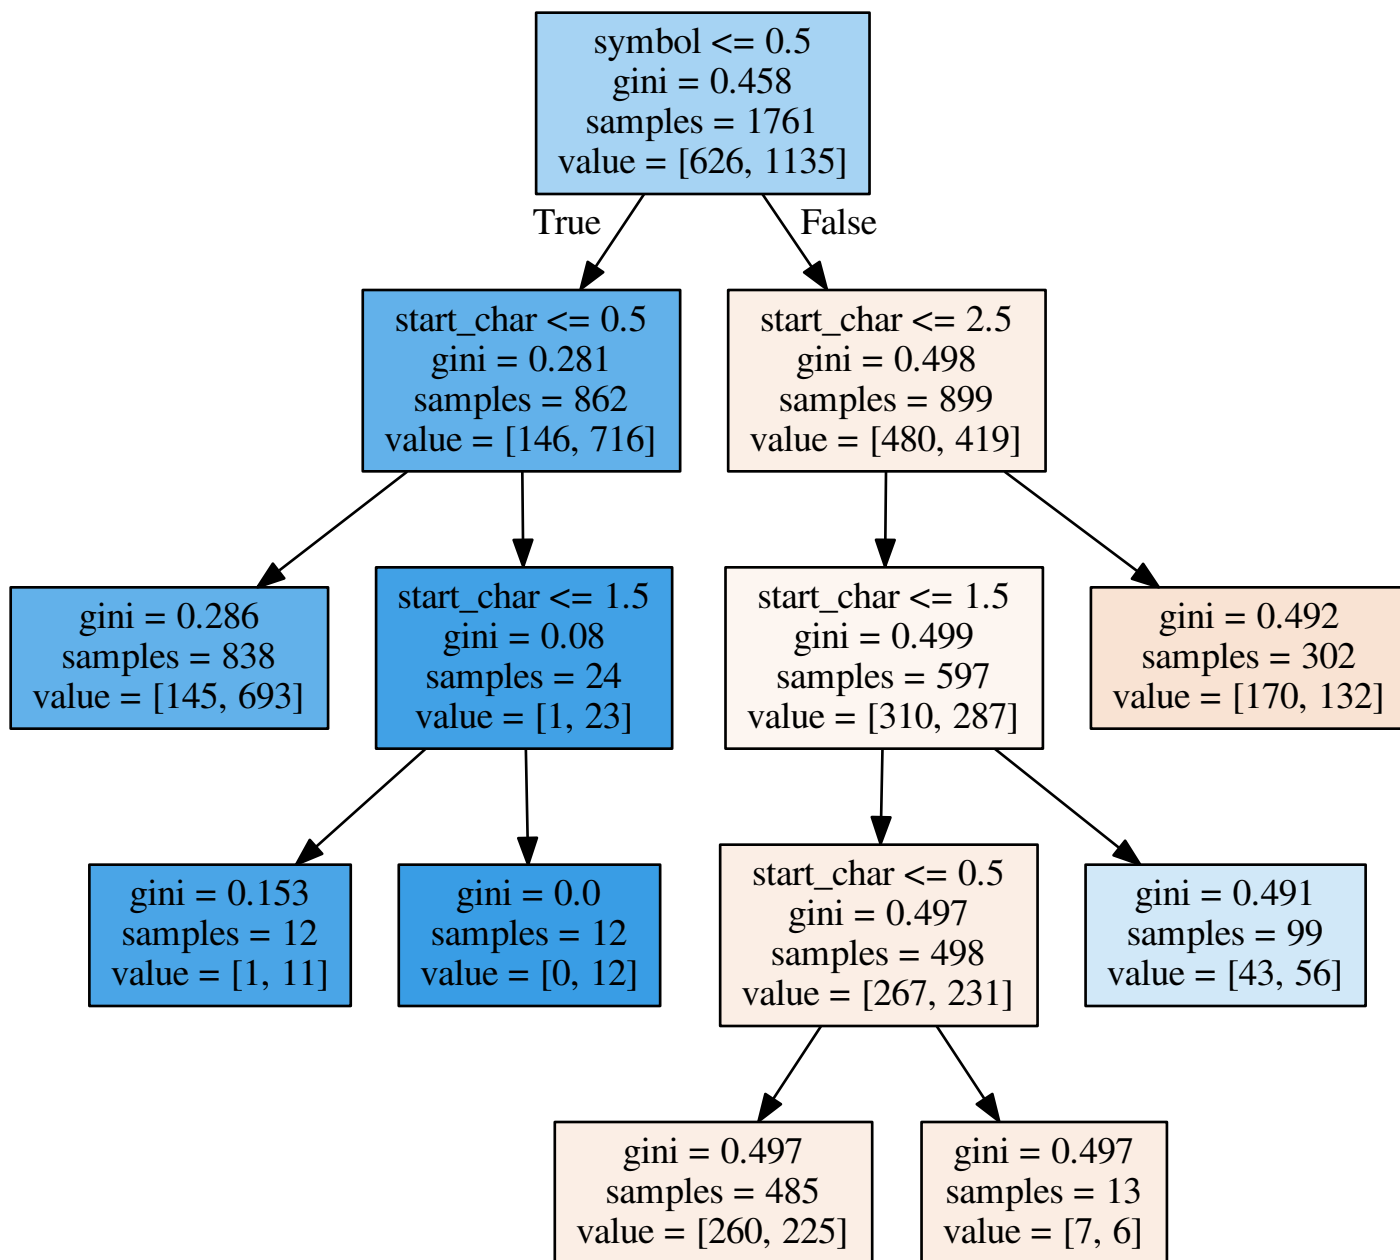 symbol <= 0.5
gini = 0.458
samples = 1761
value = [626, 1135]
True
False
start_char <= 0.5
gini = 0.281
samples = 862
value = [146, 716]
start_char <= 2.5
gini = 0.498
samples = 899
value = [480, 419]
gini = 0.286
samples = 838
value = [145, 693]
start_char <= 1.5
gini = 0.08
samples = 24
value = [1, 23]
start_char <= 1.5
gini = 0.499
samples = 597
value = [310, 287]
gini = 0.492
samples = 302
value = [170, 132]
gini = 0.153
samples = 12
value = [1, 11]
gini = 0.0
samples = 12
value = [0, 12]
start_char <= 0.5
gini = 0.497
samples = 498
value = [267, 231]
gini = 0.491
samples = 99
value = [43, 56]
gini = 0.497
samples = 485
value = [260, 225]
gini = 0.497
samples = 13
value = [7, 6]